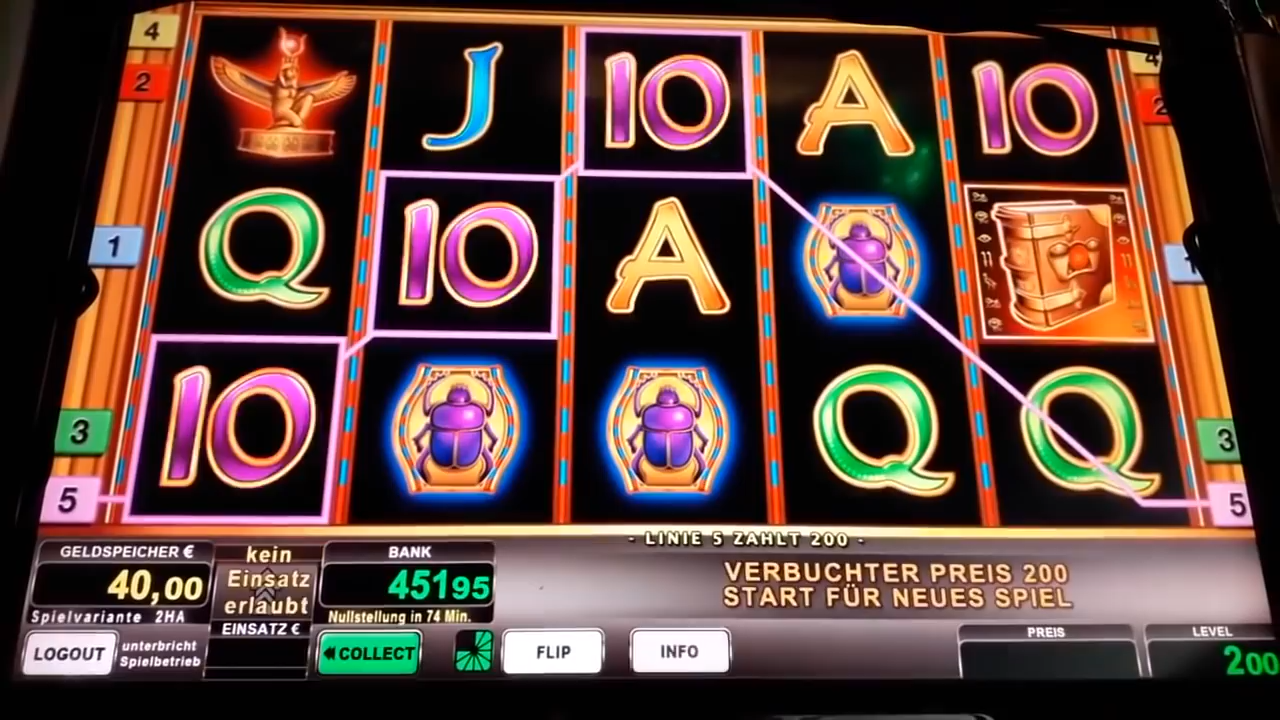 4
2
J
10
A
10
4
2
Q
10
A
1
1
10
Q
Q
3
3
5
5
- LINIE 5 ZAHLT 200 -
GELDSPEICHER €
40,00
Spielvariante 2HA
kein
Einsatz
erlaubt
EINSATZ €
BANK
45195
Nullstellung in 74 Min.
VERBUCHTER PREIS 200
START FÜR NEUES SPIEL
LOGOUT
unterbricht
Spielbetrieb
COLLECT
FLIP
INFO
PREIS
LEVEL
200